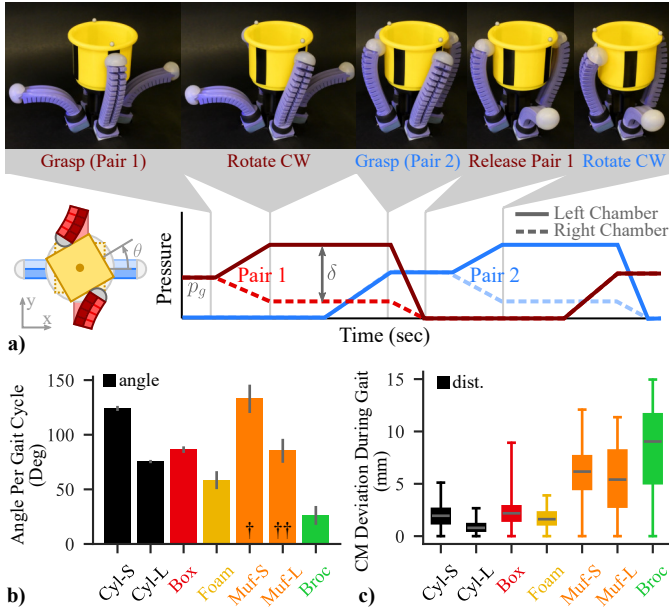 Grasp (Pair 1) Rotate CW Grasp (Pair 2) Release Pair 1 Rotate CW
Left Chamber
Right Chamber
Pressure
p_g
Pair 1
δ
Pair 2
θ
y
x
Time (sec)
a)
Angle Per Gait Cycle
(Deg)
150
100
50
0
angle
†
††
Cyl-S Cyl-L Box Foam Muf-S Muf-L Broc
b)
CM Deviation During Gait
(mm)
15
10
5
0
dist.
Cyl-S Cyl-L Box Foam Muf-S Muf-L Broc
c)